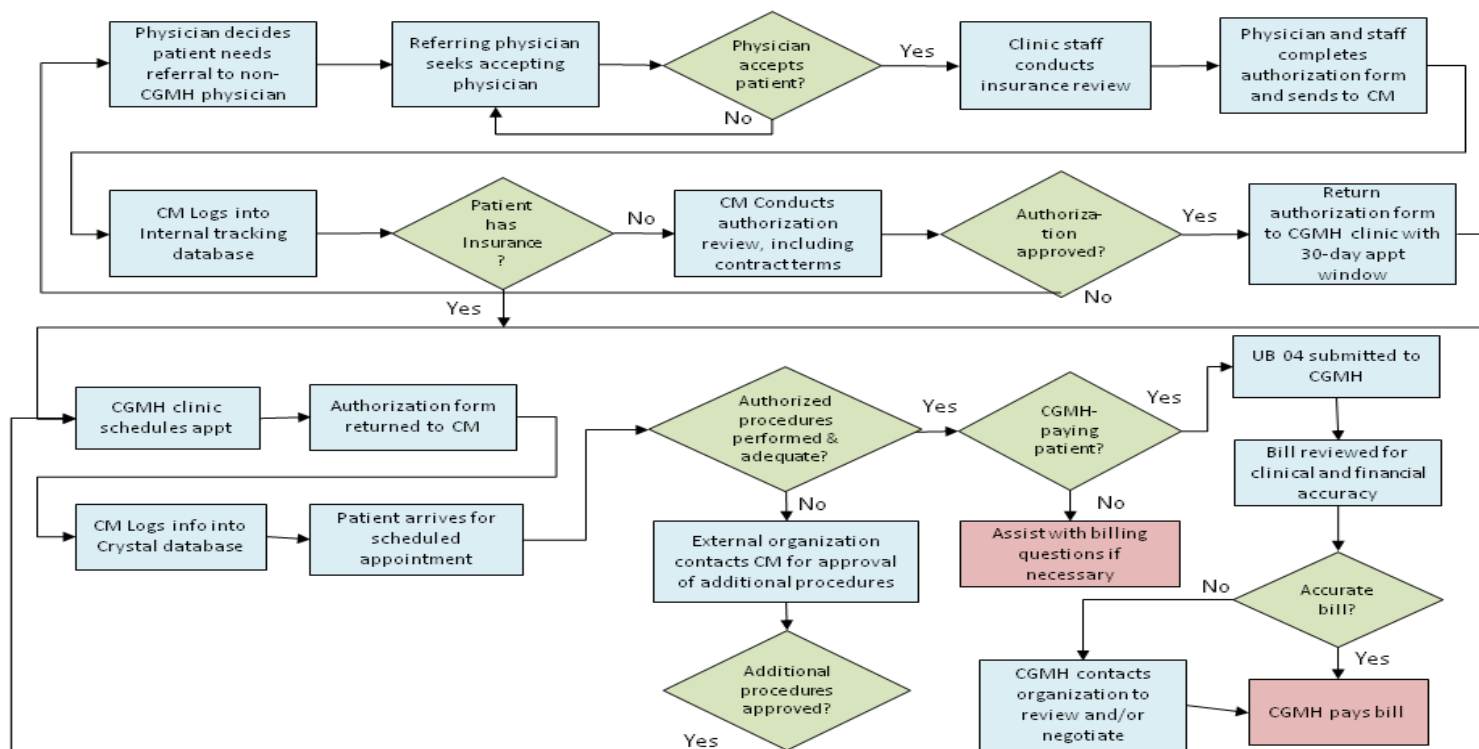 Physician decides
patient needs
referral to non-
CGMH physician
Referring physician
seeks accepting
physician
Physician
accepts
patient?
Yes
No
Clinic staff
conducts
insurance review
Physician and staff
completes
authorization form
and sends to CM
CM Logs into
Internal tracking
database
Patient
has
Insurance
?
No
Yes
CM Conducts
authorization
review, including
contract terms
Authoriza-
tion
approved?
Yes
No
Return
authorization form
to CGMH clinic with
30-day appt
window
CGMH clinic
schedules appt
Authorization form
returned to CM
CM Logs info into
Crystal database
Patient arrives for
scheduled
appointment
Authorized
procedures
performed &
adequate?
Yes
No
CGMH-
paying
patient?
Yes
No
UB 04 submitted to
CGMH
Bill reviewed for
clinical and financial
accuracy
External organization
contacts CM for approval
of additional procedures
Assist with billing
questions if
necessary
Accurate
bill?
No
Yes
Additional
procedures
approved?
Yes
CGMH contacts
organization to
review and/or
negotiate
CGMH pays bill